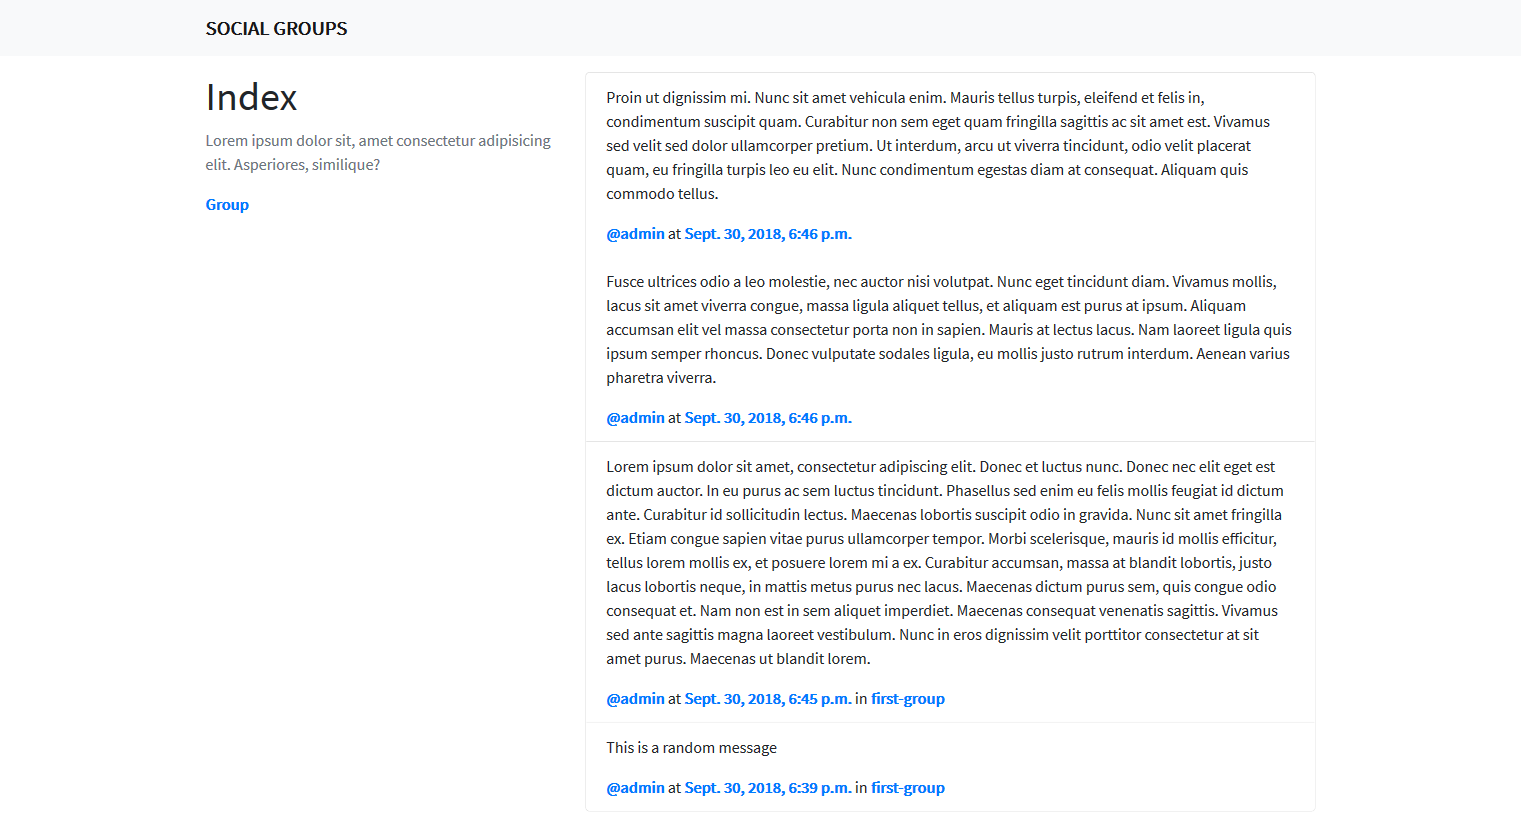 SOCIAL GROUPS
Index
Lorem ipsum dolor sit, amet consectetur adipisicing
elit. Asperiores, similique?
Group
Proin ut dignissim mi. Nunc sit amet vehicula enim. Mauris tellus turpis, eleifend et felis in,
condimentum suscipit quam. Curabitur non sem eget quam fringilla sagittis ac sit amet est. Vivamus
sed velit sed dolor ullamcorper pretium. Ut interdum, arcu ut viverra tincidunt, odio velit placerat
quam, eu fringilla turpis leo eu elit. Nunc condimentum egestas diam at consequat. Aliquam quis
commodo tellus.
@admin at Sept. 30, 2018, 6:46 p.m.
Fusce ultrices odio a leo molestie, nec auctor nisi volutpat. Nunc eget tincidunt diam. Vivamus mollis,
lacus sit amet viverra congue, massa ligula aliquet tellus, et aliquam est purus at ipsum. Aliquam
accumsan elit vel massa consectetur porta non in sapien. Mauris at lectus lacus. Nam laoreet ligula quis
ipsum semper rhoncus. Donec vulputate sodales ligula, eu mollis justo rutrum interdum. Aenean varius
pharetra viverra.
@admin at Sept. 30, 2018, 6:46 p.m.
Lorem ipsum dolor sit amet, consectetur adipiscing elit. Donec et luctus nunc. Donec nec elit eget est
dictum auctor. In eu purus ac sem luctus tincidunt. Phasellus sed enim eu felis mollis feugiat id dictum
ante. Curabitur id sollicitudin lectus. Maecenas lobortis suscipit odio in gravida. Nunc sit amet fringilla
ex. Etiam congue sapien vitae purus ullamcorper tempor. Morbi scelerisque, mauris id mollis efficitur,
tellus lorem mollis ex, et posuere lorem mi a ex. Curabitur accumsan, massa at blandit lobortis, justo
lacus lobortis neque, in mattis metus purus nec lacus. Maecenas dictum purus sem, quis congue odio
consequat et. Nam non est in sem aliquet imperdiet. Maecenas consequat venenatis sagittis. Vivamus
sed ante sagittis magna laoreet vestibulum. Nunc in eros dignissim velit porttitor consectetur at sit
amet purus. Maecenas ut blandit lorem.
@admin at Sept. 30, 2018, 6:45 p.m. in first-group
This is a random message
@admin at Sept. 30, 2018, 6:39 p.m. in first-group